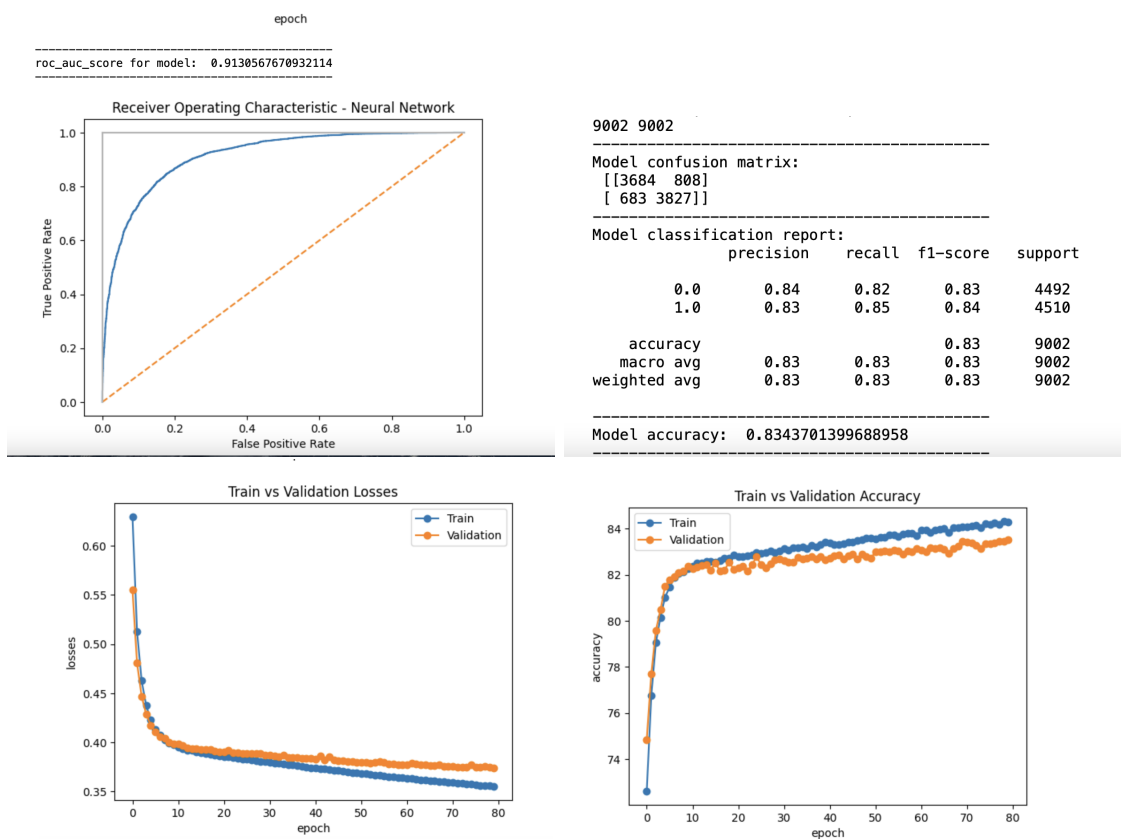 epoch
---------------------------------------------
roc_auc_score for model:  0.9130567670932114
---------------------------------------------
Receiver Operating Characteristic - Neural Network
1.0
0.8
0.6
0.4
0.2
0.0
True Positive Rate
0.0 0.2 0.4 0.6 0.8 1.0
False Positive Rate
9002 9002
--------------------------------------------
Model confusion matrix:
[[3684  808]
[ 683 3827]]
--------------------------------------------
Model classification report:
precision recall f1-score support
0.0 0.84 0.82 0.83 4492
1.0 0.83 0.85 0.84 4510
accuracy 0.83 9002
macro avg 0.83 0.83 0.83 9002
weighted avg 0.83 0.83 0.83 9002
--------------------------------------------
Model accuracy:  0.8343701399688958
--------------------------------------------
Train vs Validation Losses
Train
Validation
0.60
0.55
0.50
0.45
0.40
0.35
losses
0 10 20 30 40 50 60 70 80
epoch
Train vs Validation Accuracy
Train
Validation
84
82
80
78
76
74
accuracy
0 10 20 30 40 50 60 70 80
epoch